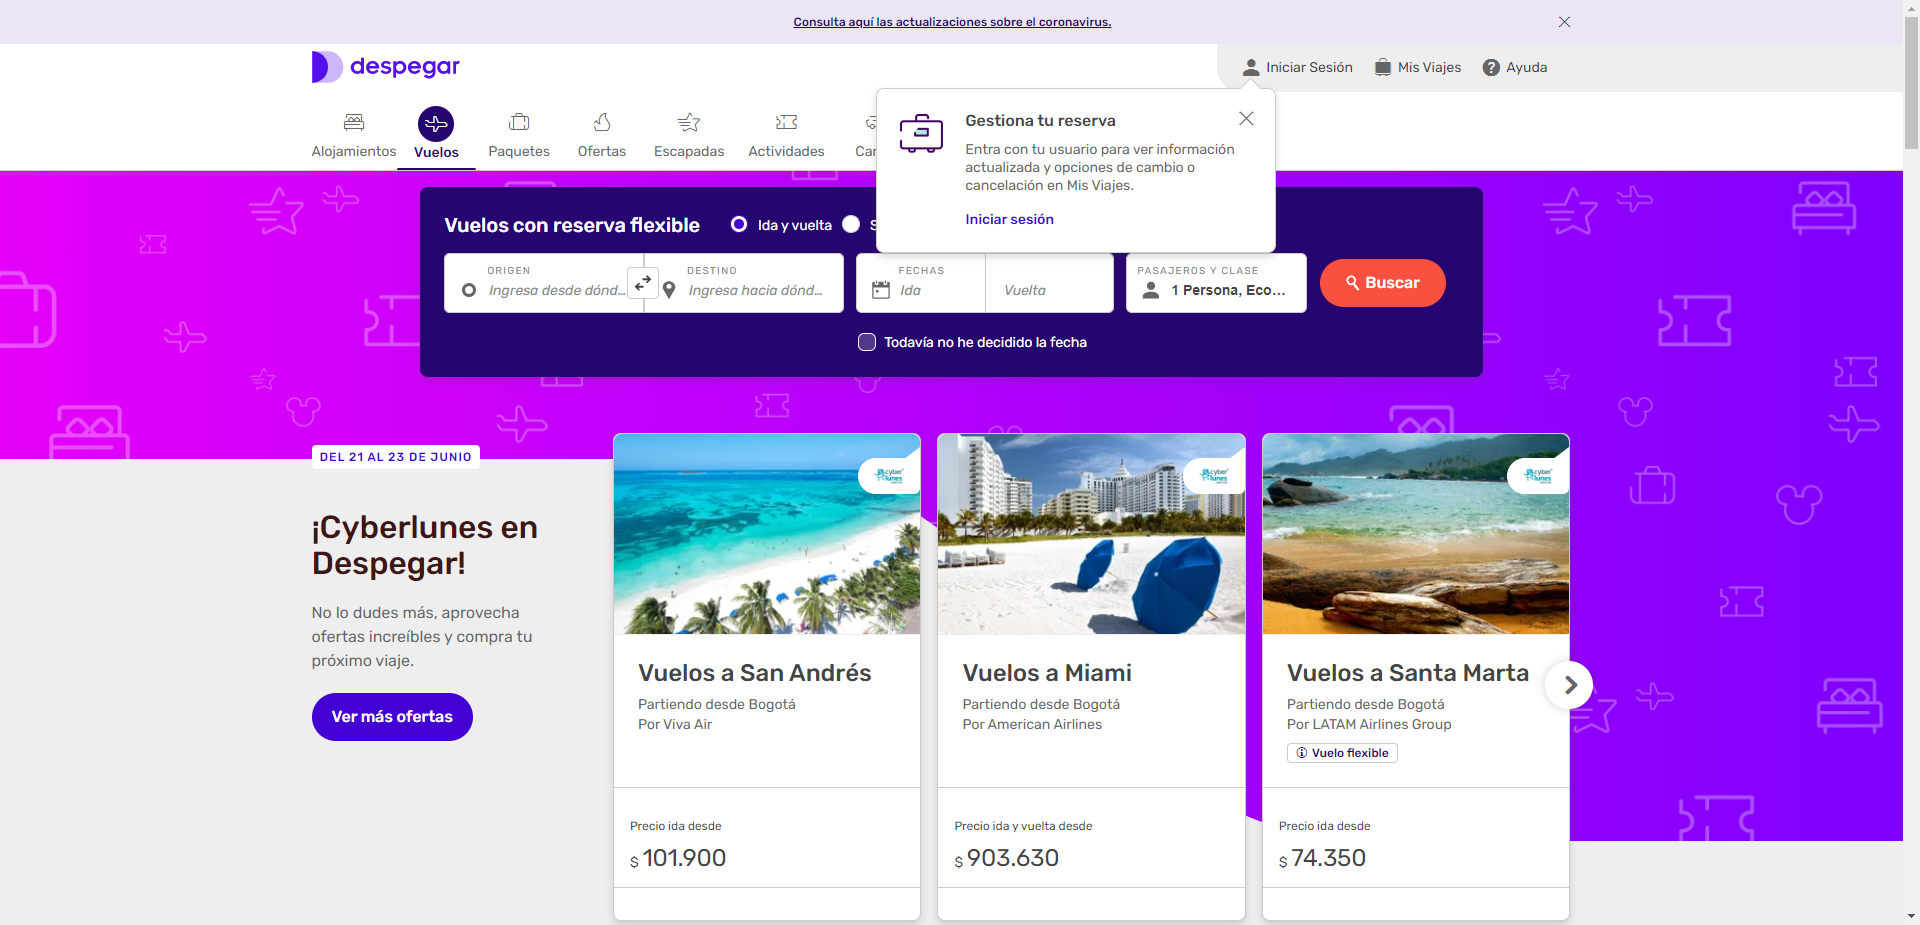 Consulta aquí las actualizaciones sobre el coronavirus.
despegar
Iniciar Sesión
Mis Viajes
Ayuda
Alojamientos
Vuelos
Paquetes
Ofertas
Escapadas
Actividades
Gestiona tu reserva
Entra con tu usuario para ver información
actualizada y opciones de cambio o
cancelación en Mis Viajes.
Iniciar sesión
Vuelos con reserva flexible
Ida y vuelta
ORIGEN
Ingresa desde dónd...
DESTINO
Ingresa hacia dónd...
FECHAS
Ida
Vuelta
PASAJEROS Y CLASE
1 Persona, Eco...
Buscar
Todavía no he decidido la fecha
DEL 21 AL 23 DE JUNIO
¡Cyberlunes en
Despegar!
No lo dudes más, aprovecha
ofertas increíbles y compra tu
próximo viaje.
Ver más ofertas
cyber
lunes
Vuelos a San Andrés
Partiendo desde Bogotá
Por Viva Air
Precio ida desde
$ 101.900
cyber
lunes
Vuelos a Miami
Partiendo desde Bogotá
Por American Airlines
Precio ida y vuelta desde
$ 903.630
cyber
lunes
Vuelos a Santa Marta
Partiendo desde Bogotá
Por LATAM Airlines Group
Vuelo flexible
Precio ida desde
$ 74.350